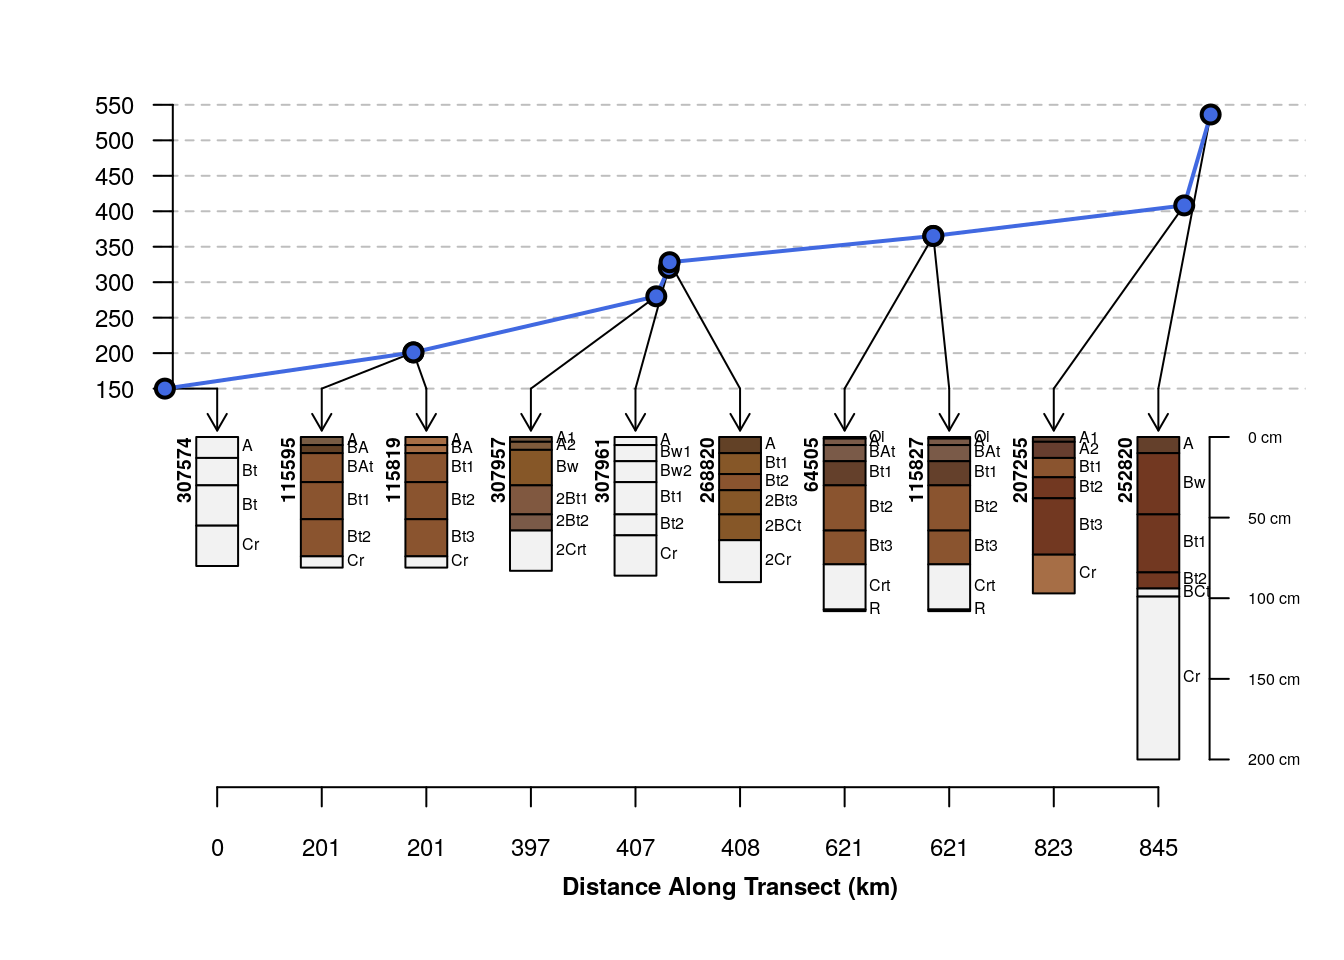 550
500
450
400
350
300
250
200
150
307574
A
Bt
Bt
Cr
115595
A
BA
BAt
Bt1
Bt2
Cr
115819
A
BA
Bt1
Bt2
Bt3
Cr
307957
A1
A2
Bw
2Bt1
2Bt2
2Crt
307961
A
Bw1
Bw2
Bt1
Bt2
Cr
268820
A
Bt1
Bt2
2Bt3
2BCt
2Cr
64505
Oi
A
BAt
Bt1
Bt2
Bt3
Crt
R
115827
Oi
A
BAt
Bt1
Bt2
Bt3
Crt
R
207255
A1
A2
Bt1
Bt2
Bt3
Cr
252820
A
Bw
Bt1
Bt2
BCt
Cr
0 cm
50 cm
100 cm
150 cm
200 cm
0 201 201 397 407 408 621 621 823 845
Distance Along Transect (km)